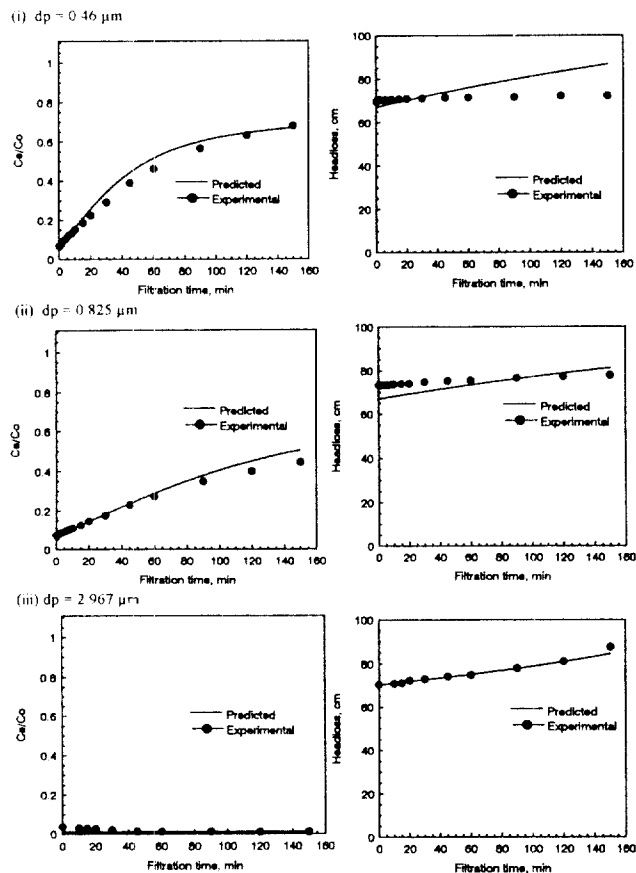 (i) dp = 0.46 µm
Ce/Co
1
0.8
0.6
0.4
0.2
0
Predicted
Experimental
0 20 40 60 80 100 120 140 160
Filtration time, min
Headloss, cm
100
80
60
40
20
0
Predicted
Experimental
0 20 40 60 80 100 120 140 160
Filtration time, min
(ii) dp = 0.825 µm
Ce/Co
1
0.8
0.6
0.4
0.2
0
Predicted
Experimental
0 20 40 60 80 100 120 140 160
Filtration time, min
Headloss, cm
100
80
60
40
20
0
Predicted
Experimental
0 20 40 60 80 100 120 140 160
Filtration time, min
(iii) dp = 2.967 µm
Ce/Co
1
0.8
0.6
0.4
0.2
0
Predicted
Experimental
0 20 40 60 80 100 120 140 160
Filtration time, min
Headloss, cm
100
80
60
40
20
0
Predicted
Experimental
0 20 40 60 80 100 120 140 160
Filtration time, min